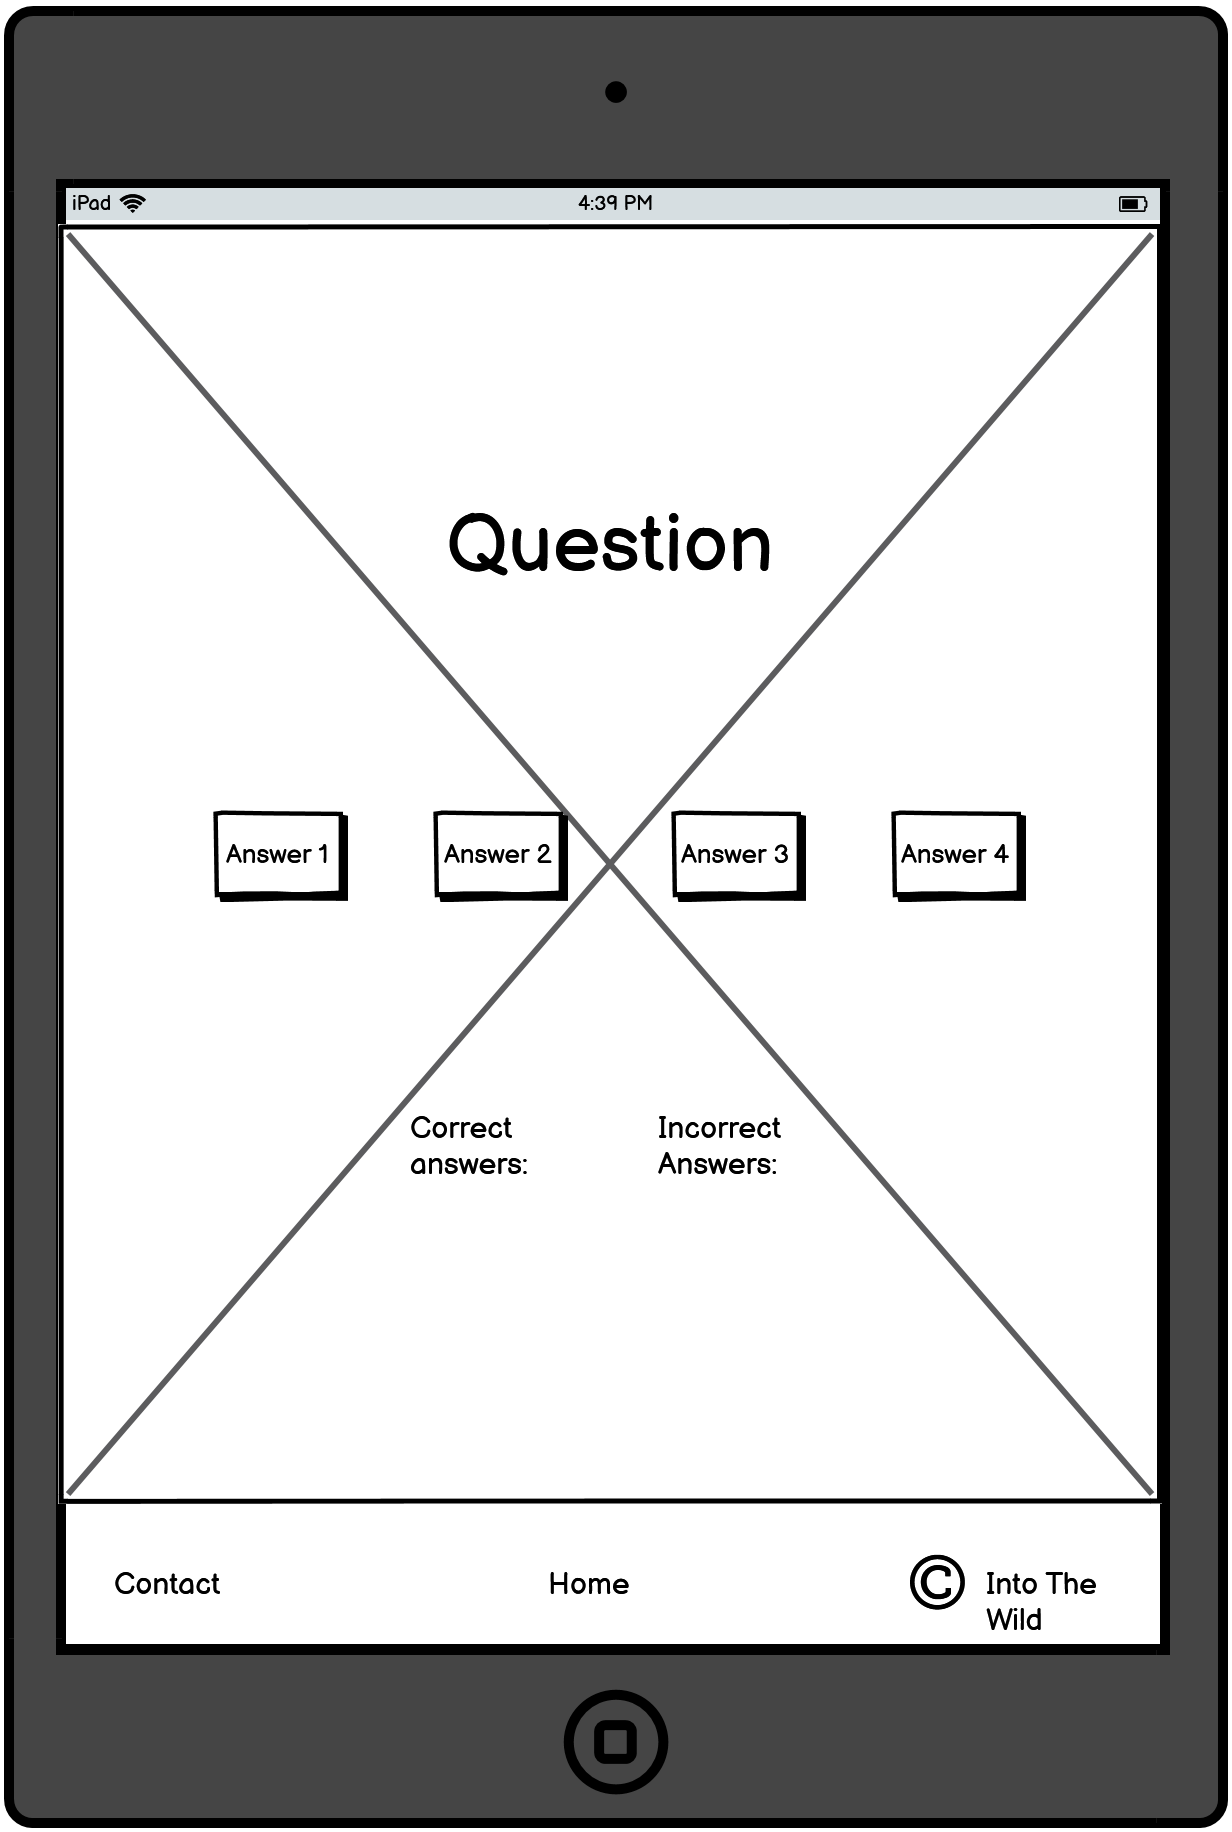 iPad 4:39 PM
Question
Answer 1 Answer 2 Answer 3 Answer 4
Correct
answers:
Incorrect
Answers:
Contact Home © Into The
Wild